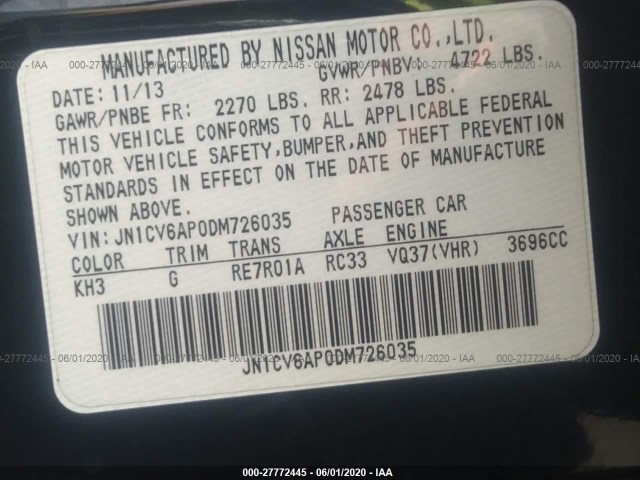 MANUFACTURED BY NISSAN MOTOR CO.,LTD.
DATE: 11/13 GVWR/PNBV: 4722 LBS.
GAWR/PNBE FR: 2270 LBS. RR: 2478 LBS.
THIS VEHICLE CONFORMS TO ALL APPLICABLE FEDERAL
MOTOR VEHICLE SAFETY,BUMPER,AND THEFT PREVENTION
STANDARDS IN EFFECT ON THE DATE OF MANUFACTURE
SHOWN ABOVE.
VIN: JN1CV6AP0DM726035 PASSENGER CAR
COLOR TRIM TRANS AXLE ENGINE
KH3 G RE7R01A RC33 VQ37(VHR) 3696CC
JN1CV6AP0DM726035
000-27772445 - 06/01/2020 - IAA